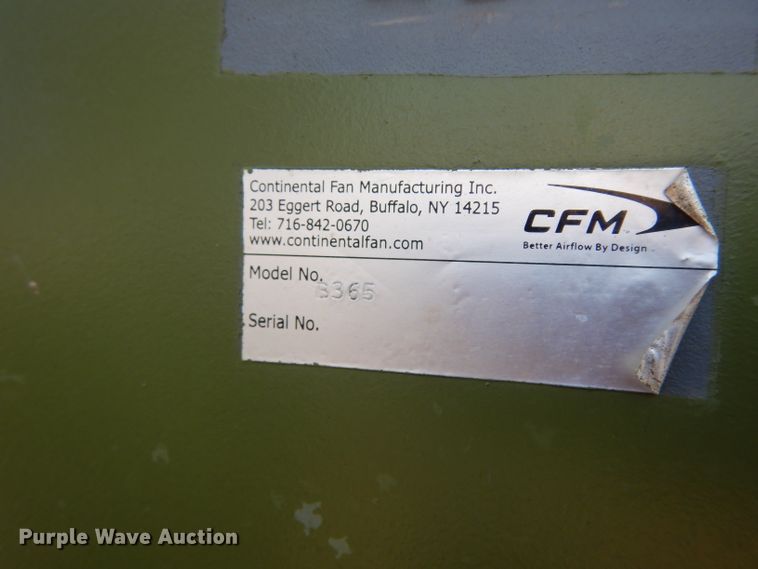 Continental Fan Manufacturing Inc.
203 Eggert Road, Buffalo, NY 14215
Tel: 716-842-0670
www.continentalfan.com
CFM
Better Airflow By Design
Model No.
Serial No.
Purple Wave Auction